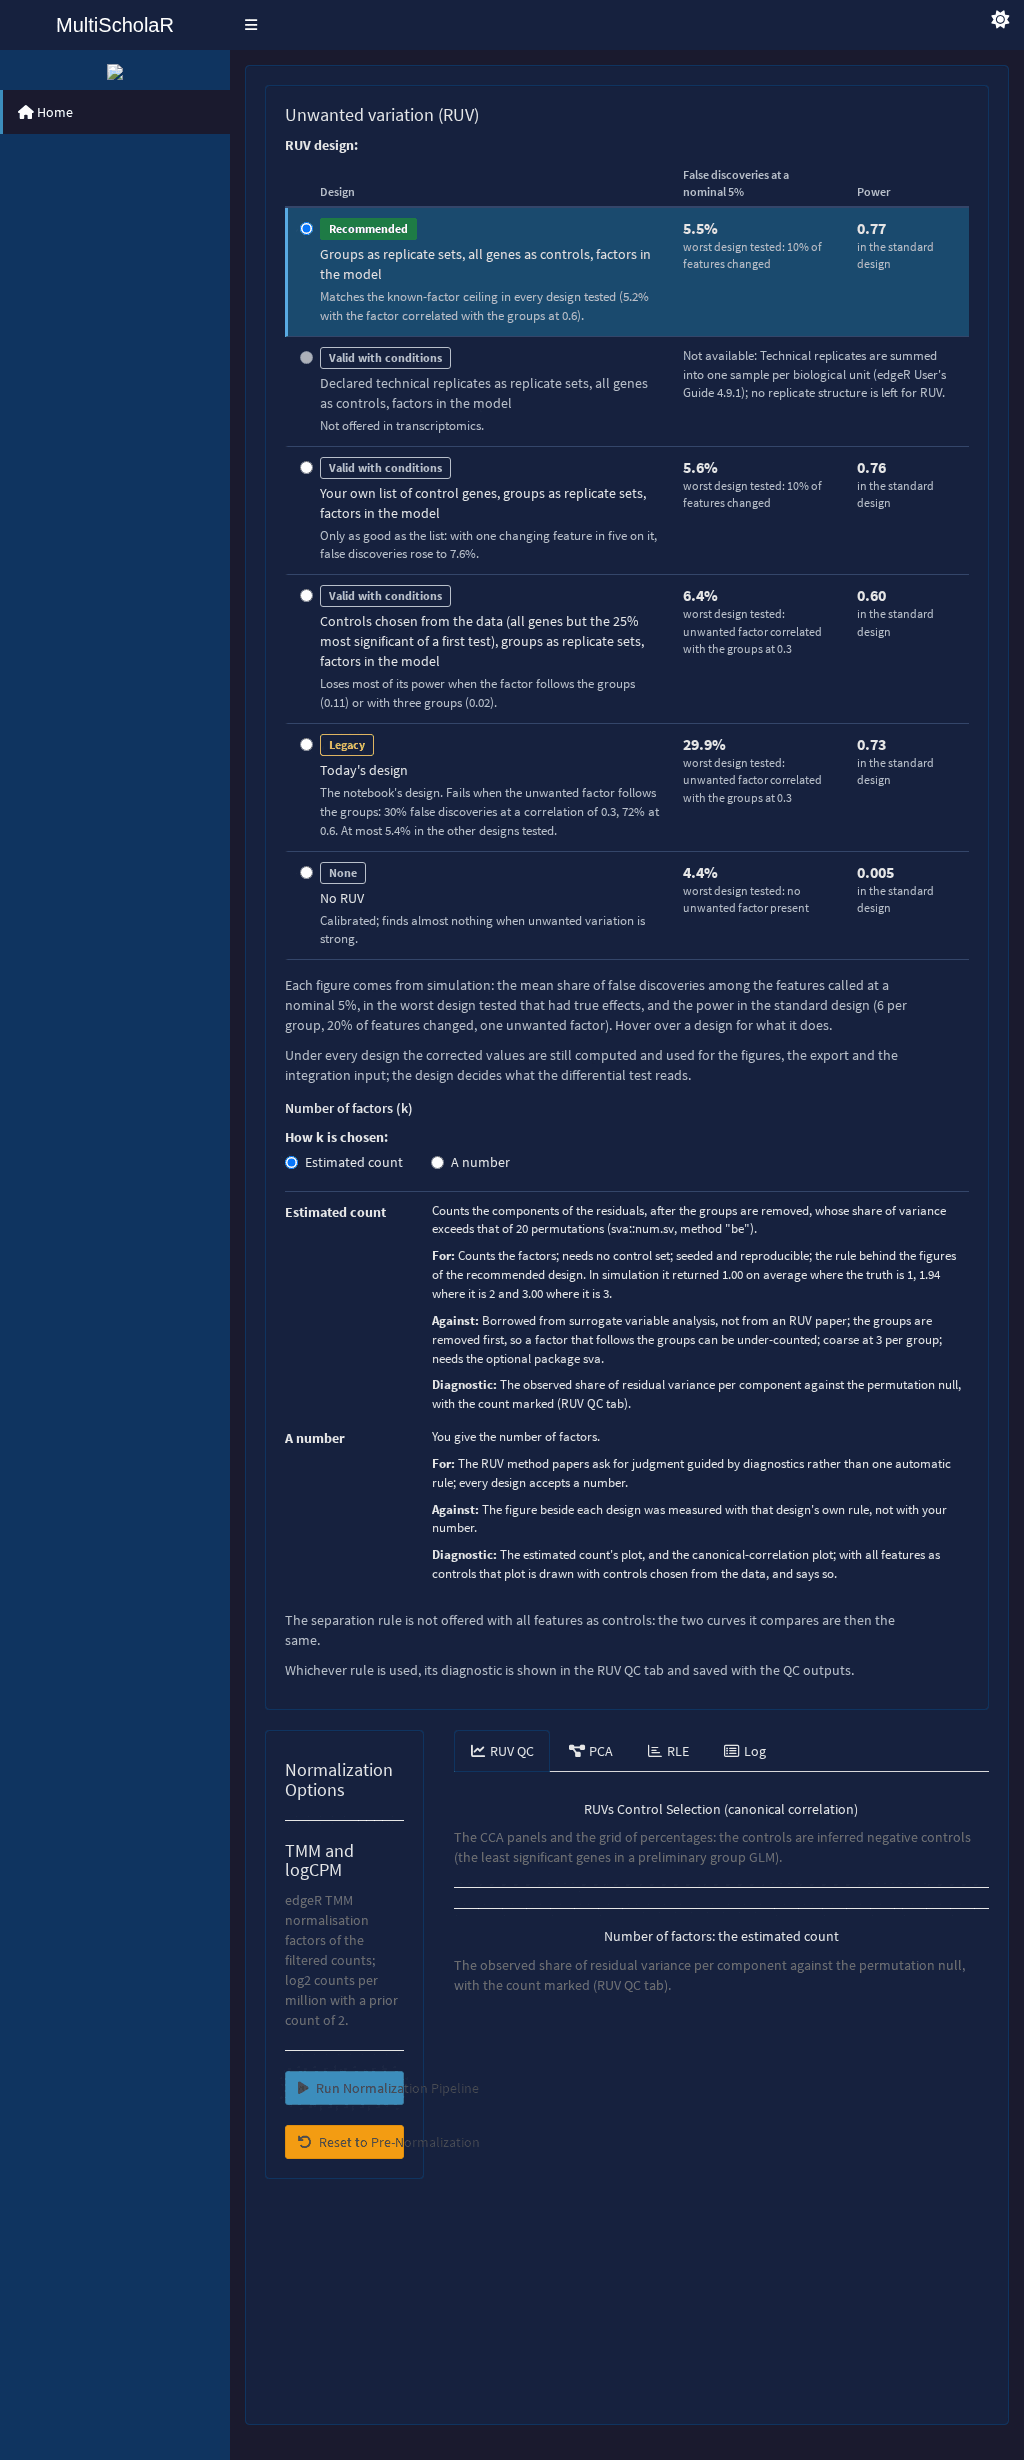 MultiScholaR
Home
Unwanted variation (RUV)
RUV design:
Design
False discoveries at a
nominal 5%
Power
Recommended
Groups as replicate sets, all genes as controls, factors in
the model
Matches the known-factor ceiling in every design tested (5.2%
with the factor correlated with the groups at 0.6).
5.5%
worst design tested: 10% of
features changed
0.77
in the standard
design
Valid with conditions
Declared technical replicates as replicate sets, all genes
as controls, factors in the model
Not offered in transcriptomics.
Not available: Technical replicates are summed
into one sample per biological unit (edgeR User's
Guide 4.9.1); no replicate structure is left for RUV.
Valid with conditions
Your own list of control genes, groups as replicate sets,
factors in the model
Only as good as the list: with one changing feature in five on it,
false discoveries rise to 7.6%.
5.6%
worst design tested: 10% of
features changed
0.76
in the standard
design
Valid with conditions
Controls chosen from the data (all genes but the 25%
most significant of a first test), groups as replicate sets,
factors in the model
Loses most of its power when the factor follows the groups
(0.11) or with three groups (0.02).
6.4%
worst design tested:
unwanted factor correlated
with the groups at 0.3
0.60
in the standard
design
Legacy
Today's design
The notebook's design. Fails when the unwanted factor follows
the groups: 30% false discoveries at a correlation of 0.3, 72% at
0.6. At most 5.4% in the other designs tested.
29.9%
worst design tested:
unwanted factor correlated
with the groups at 0.3
0.73
in the standard
design
None
No RUV
Calibrated; finds almost nothing when unwanted variation is
strong.
4.4%
worst design tested: no
unwanted factor present
0.005
in the standard
design
Each figure comes from simulation: the mean share of false discoveries among the features called at a
nominal 5%, in the worst design tested that had true effects, and the power in the standard design (6 per
group, 20% of features changed, one unwanted factor). Hover over a design for what it does.
Under every design the corrected values are still computed and used for the figures, the export and the
integration input; the design decides what the differential test reads.
Number of factors (k)
How k is chosen:
Estimated count
A number
Estimated count
Counts the components of the residuals, after the groups are removed, whose share of variance
exceeds that of 20 permutations (sva::num.sv, method "be").
For: Counts the factors; needs no control set; seeded and reproducible; the rule behind the figures
of the recommended design. In simulation it returned 1.00 on average where the truth is 1, 1.94
where it is 2 and 3.00 where it is 3.
Against: Borrowed from surrogate variable analysis, not from an RUV paper; the groups are
removed first, so a factor that follows the groups can be under-counted; coarse at 3 per group;
needs the optional package sva.
Diagnostic: The observed share of residual variance per component against the permutation null,
with the count marked (RUV QC tab).
A number
You give the number of factors.
For: The RUV method papers ask for judgment guided by diagnostics rather than one automatic
rule; every design accepts a number.
Against: The figure beside each design was measured with that design's own rule, not with your
number.
Diagnostic: The estimated count's plot, and the canonical-correlation plot; with all features as
controls that plot is drawn with controls chosen from the data, and says so.
The separation rule is not offered with all features as controls: the two curves it compares are then the
same.
Whichever rule is used, its diagnostic is shown in the RUV QC tab and saved with the QC outputs.
Normalization
Options
TMM and
logCPM
edgeR TMM
normalisation
factors of the
filtered counts;
log2 counts per
million with a prior
count of 2.
Run Normalization Pipeline
Reset to Pre-Normalization
RUV QC
PCA
RLE
Log
RUVs Control Selection (canonical correlation)
The CCA panels and the grid of percentages: the controls are inferred negative controls
(the least significant genes in a preliminary group GLM).
Number of factors: the estimated count
The observed share of residual variance per component against the permutation null,
with the count marked (RUV QC tab).